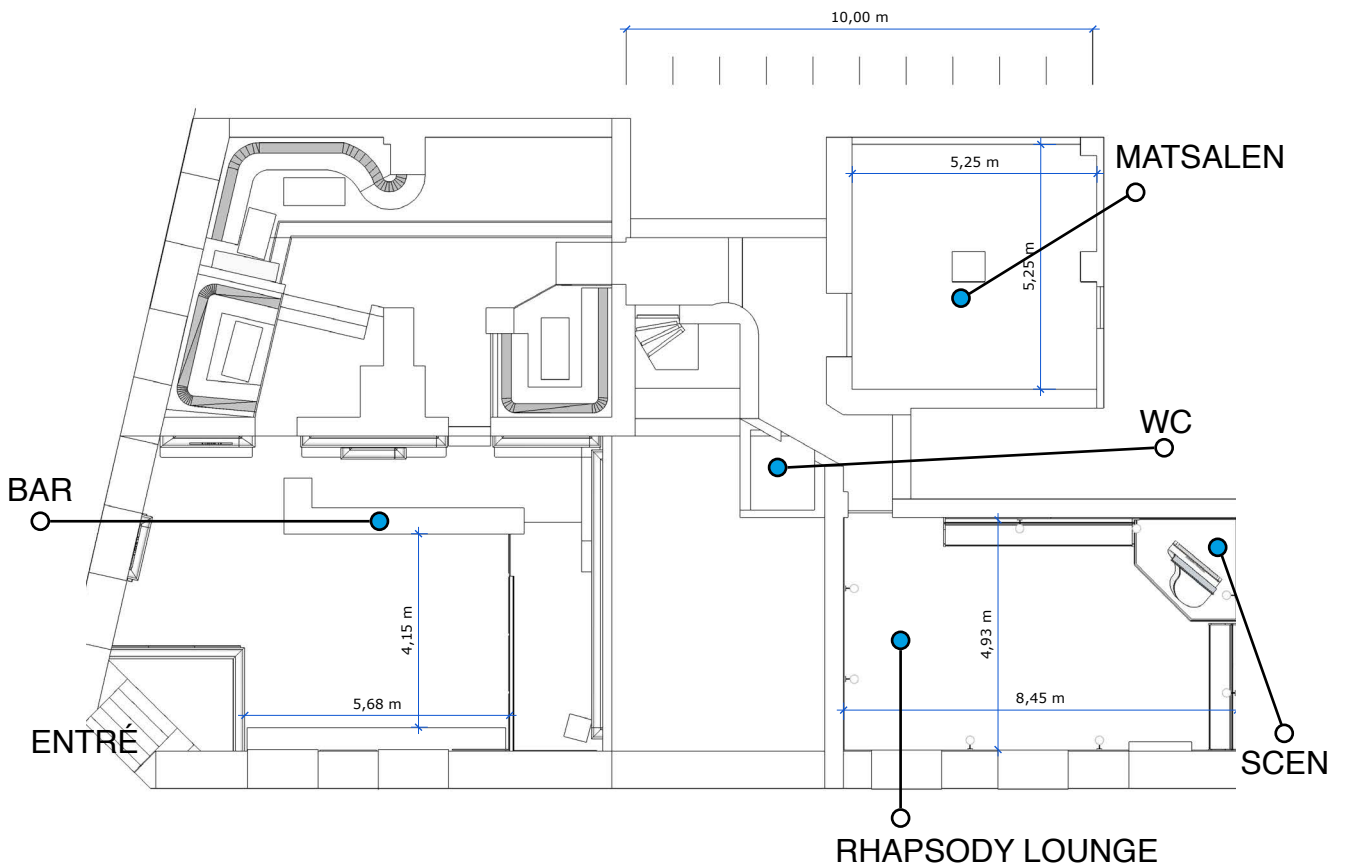 10,00 m
MATSALEN
5,25 m
5,25 m
WC
BAR
4,15 m
4,93 m
5,68 m
8,45 m
ENTRÉ
SCEN
RHAPSODY LOUNGE